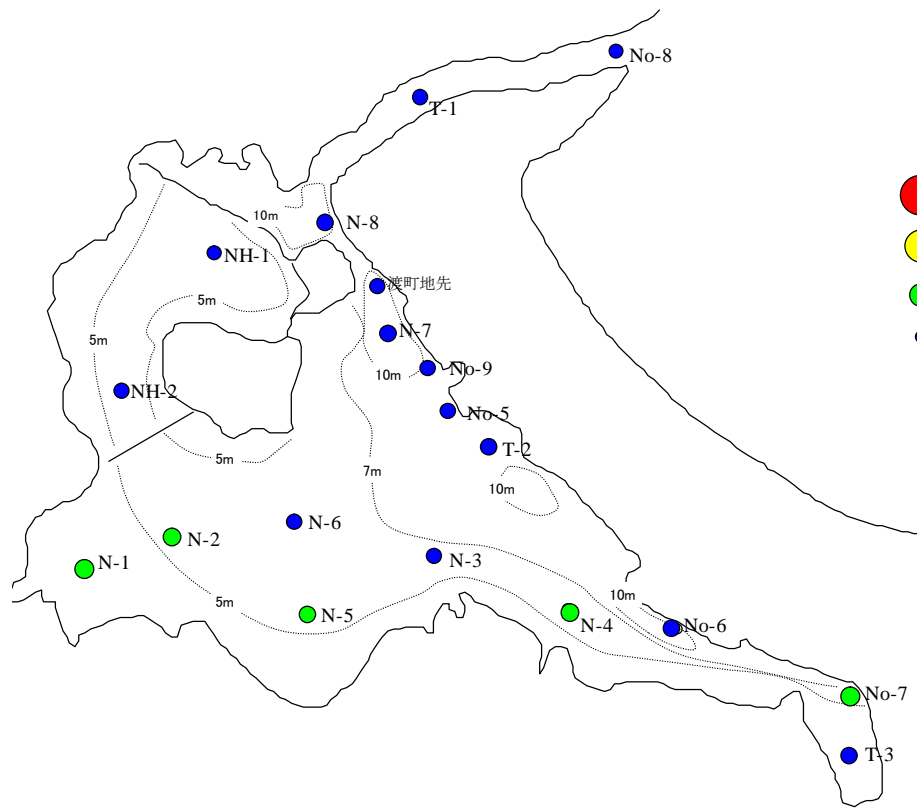 No-8
T-1
10m
N-8
NH-1
渡町地先
5m
N-7
5m
10m
No-9
NH-2
No-5
T-2
5m
7m
10m
N-6
N-2
N-3
N-1
10m
5m
N-5
N-4
No-6
No-7
T-3